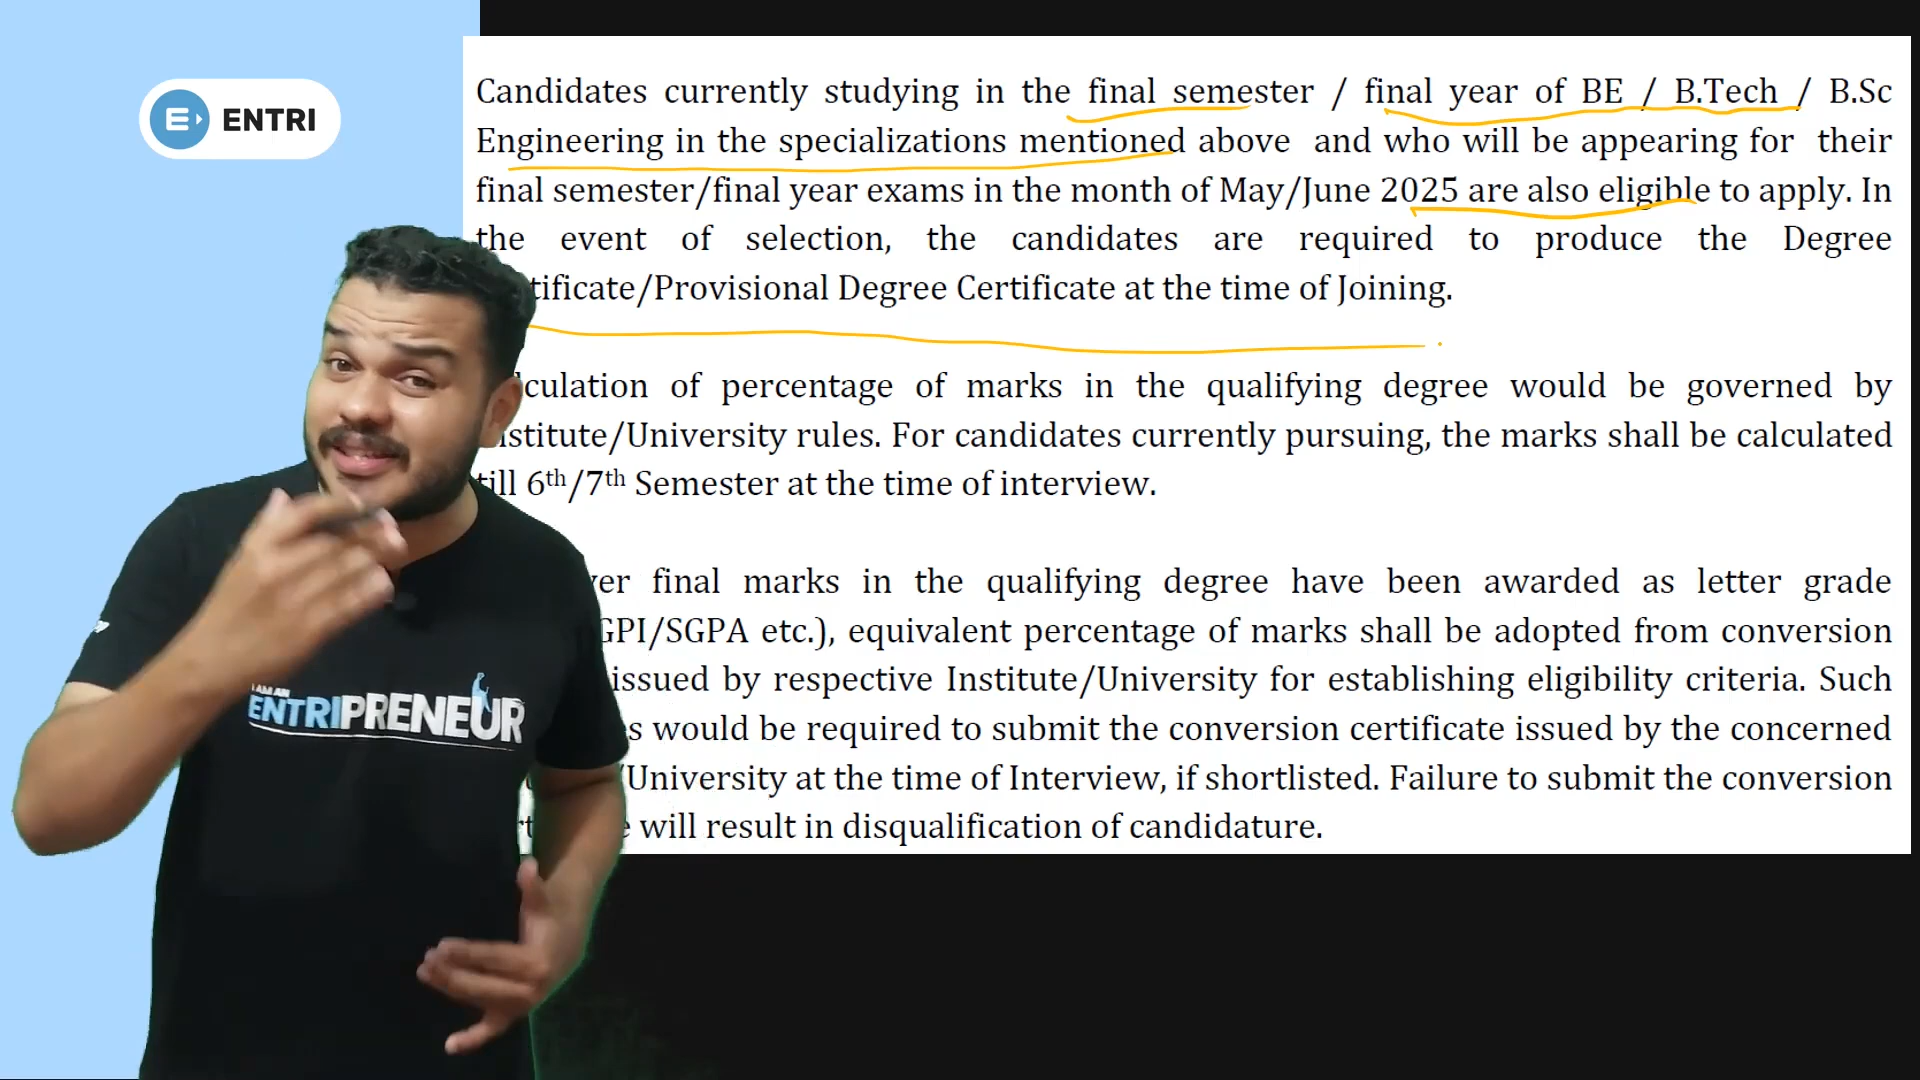 ENTRI
Candidates currently studying in the final semester / final year of BE / B.Tech / B.Sc
Engineering in the specializations mentioned above and who will be appearing for their
final semester/final year exams in the month of May/June 2025 are also eligible to apply. In
the event of selection, the candidates are required to produce the Degree
tificate/Provisional Degree Certificate at the time of Joining.
culation of percentage of marks in the qualifying degree would be governed by
stitute/University rules. For candidates currently pursuing, the marks shall be calculated
till 6th/7th Semester at the time of interview.
er final marks in the qualifying degree have been awarded as letter grade
GPI/SGPA etc.), equivalent percentage of marks shall be adopted from conversion
issued by respective Institute/University for establishing eligibility criteria. Such
s would be required to submit the conversion certificate issued by the concerned
/University at the time of Interview, if shortlisted. Failure to submit the conversion
will result in disqualification of candidature.
I AM AN
ENTRIPRENEUR